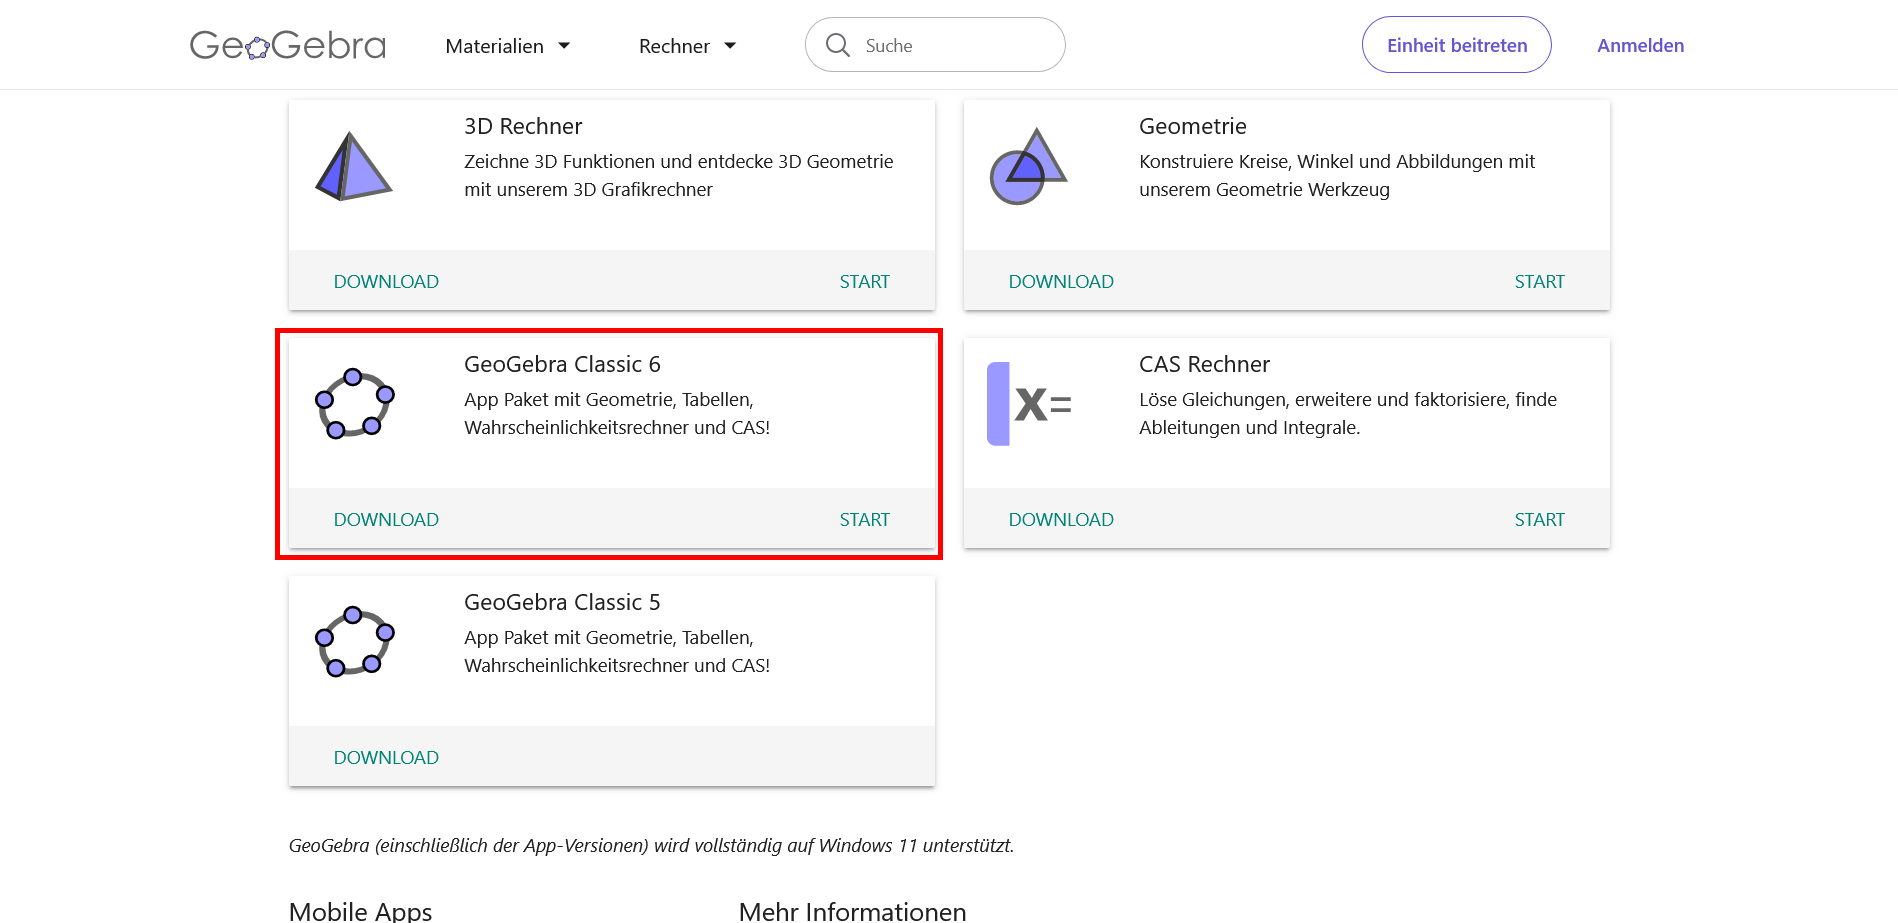 GeoGebra
Materialien
Rechner
Suche
Einheit beitreten
Anmelden
3D Rechner
Zeichne 3D Funktionen und entdecke 3D Geometrie
mit unserem 3D Grafikrechner
DOWNLOAD
START
Geometrie
Konstruiere Kreise, Winkel und Abbildungen mit
unserem Geometrie Werkzeug
DOWNLOAD
START
GeoGebra Classic 6
App Paket mit Geometrie, Tabellen,
Wahrscheinlichkeitsrechner und CAS!
DOWNLOAD
START
x=
CAS Rechner
Löse Gleichungen, erweitere und faktorisiere, finde
Ableitungen und Integrale.
DOWNLOAD
START
GeoGebra Classic 5
App Paket mit Geometrie, Tabellen,
Wahrscheinlichkeitsrechner und CAS!
DOWNLOAD
GeoGebra (einschließlich der App-Versionen) wird vollständig auf Windows 11 unterstützt.
Mobile Apps
Mehr Informationen